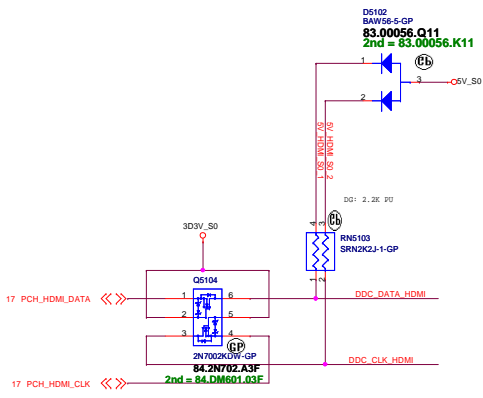 D5102
BAW56-5-GP
83.00056.Q11
2nd = 83.00056.K11
1
2
3
5V_S0
5V_HDMI_S0_1
5V_HDMI_S0_2
DG: 2.2K PU
4 3
RN5103
SRN2K2J-1-GP
1 2
3D3V_S0
Q5104
1 6
2 5
3 4
17 PCH_HDMI_DATA
DDC_DATA_HDMI
GP
2N7002KDW-GP
84.2N702.A3F
2nd = 84.DM601.03F
DDC_CLK_HDMI
17 PCH_HDMI_CLK